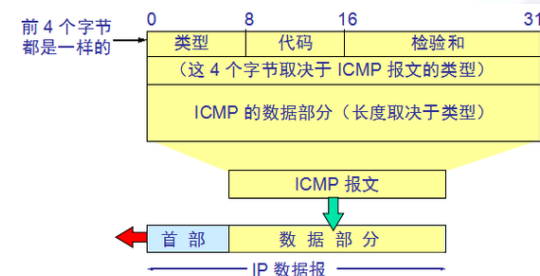 0 8 16 31
前 4 个字节
都是一样的
类型 代码 检验和
（这 4 个字节取决于 ICMP 报文的类型）
ICMP 的数据部分（长度取决于类型）
ICMP 报文
首 部 数 据 部 分
IP 数据报